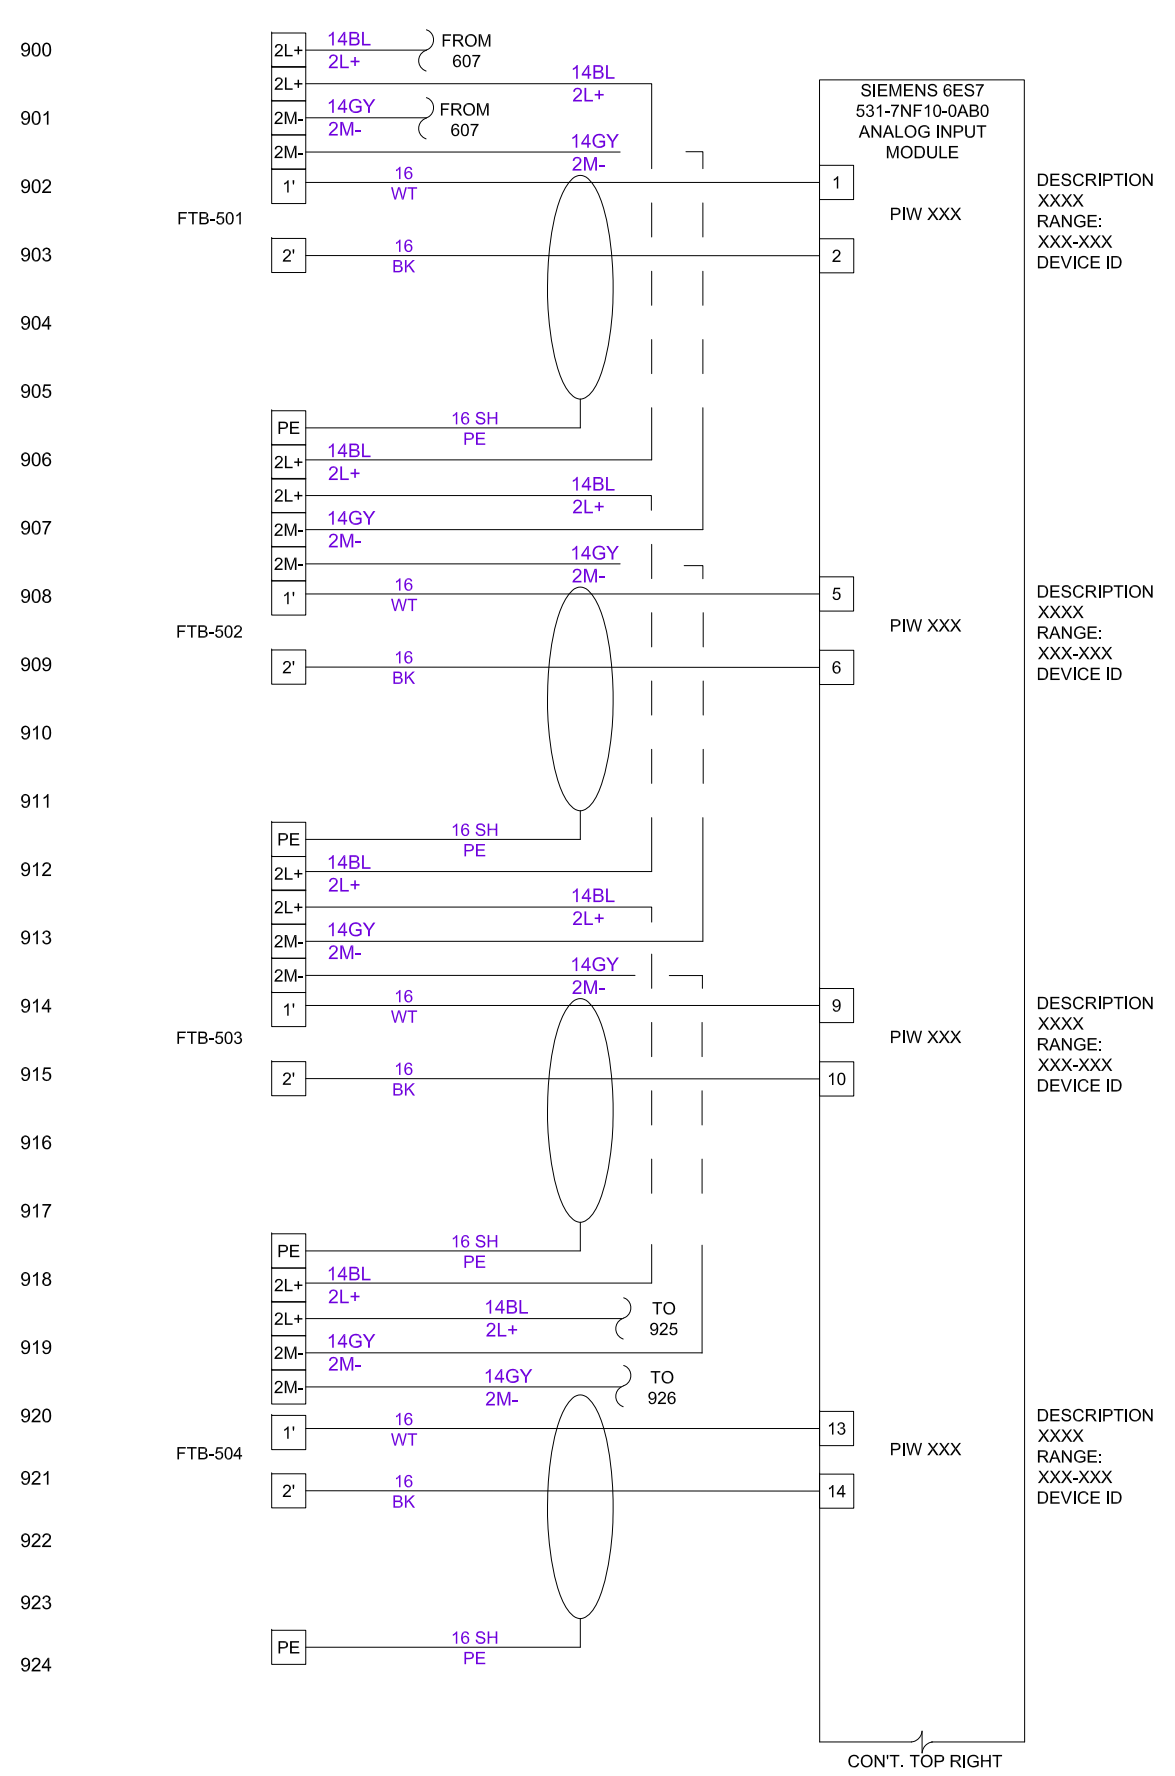 900
2L+
14BL
2L+
FROM
607
2L+
14BL
2L+
SIEMENS 6ES7
531-7NF10-0AB0
ANALOG INPUT
MODULE
901
2M-
14GY
2M-
FROM
607
2M-
14GY
2M-
902
1'
16
WT
1
FTB-501
PIW XXX
DESCRIPTION
XXXX
RANGE:
XXX-XXX
DEVICE ID
903
2'
16
BK
2
904
905
PE
16 SH
PE
906
2L+
14BL
2L+
2L+
14BL
2L+
907
2M-
14GY
2M-
2M-
14GY
2M-
908
1'
16
WT
5
FTB-502
PIW XXX
DESCRIPTION
XXXX
RANGE:
XXX-XXX
DEVICE ID
909
2'
16
BK
6
910
911
PE
16 SH
PE
912
2L+
14BL
2L+
2L+
14BL
2L+
913
2M-
14GY
2M-
2M-
14GY
2M-
914
1'
16
WT
9
FTB-503
PIW XXX
DESCRIPTION
XXXX
RANGE:
XXX-XXX
DEVICE ID
915
2'
16
BK
10
916
917
PE
16 SH
PE
918
2L+
14BL
2L+
2L+
14BL
2L+
TO
925
919
2M-
14GY
2M-
2M-
14GY
2M-
TO
926
920
1'
16
WT
13
FTB-504
PIW XXX
DESCRIPTION
XXXX
RANGE:
XXX-XXX
DEVICE ID
921
2'
16
BK
14
922
923
PE
16 SH
PE
924
CON'T. TOP RIGHT